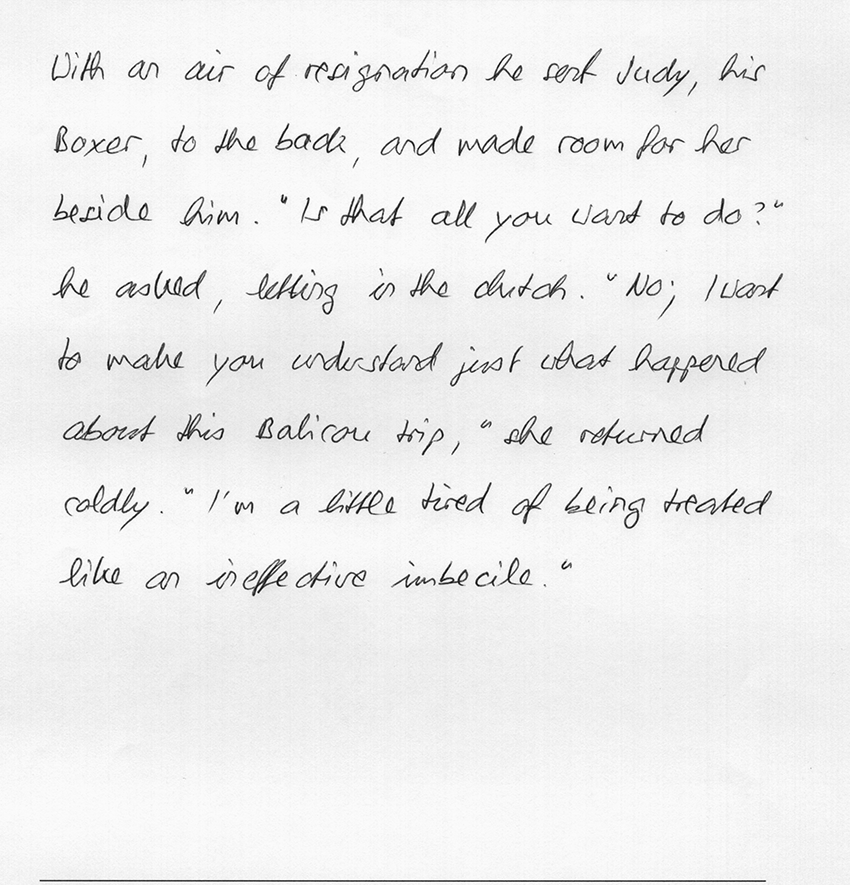 With an air of resignation he sent Judy, his
Boxer, to the back, and made room for her
beside him. "Is that all you want to do?"
he asked, letting in the clutch. "No; I want
to make you understand just what happened
about this Balicou trip," she returned
coldly. "I'm a little tired of being treated
like an ineffective imbecile."